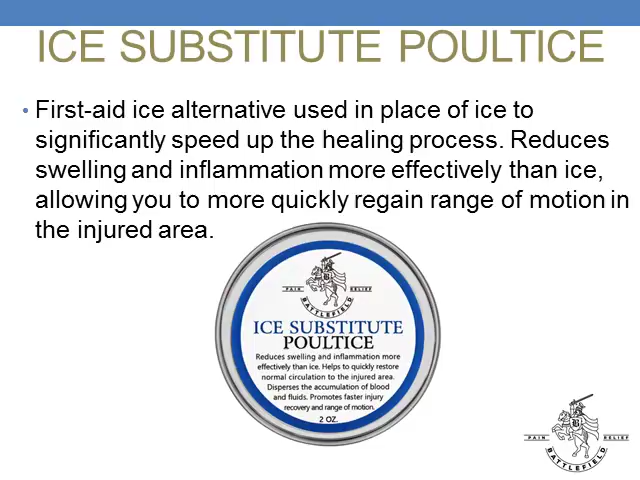 ICE SUBSTITUTE POULTICE
• First-aid ice alternative used in place of ice to
significantly speed up the healing process. Reduces
swelling and inflammation more effectively than ice,
allowing you to more quickly regain range of motion in
the injured area.
PAIN RELIEF
BATTLEFIELD
ICE SUBSTITUTE
POULTICE
Reduces swelling and inflammation more
effectively than ice. Helps to quickly restore
normal circulation to the injured area.
Disperses the accumulation of blood
and fluids. Promotes faster injury
recovery and range of motion.
2 OZ.
B
PAIN RELIEF
BATTLEFIELD